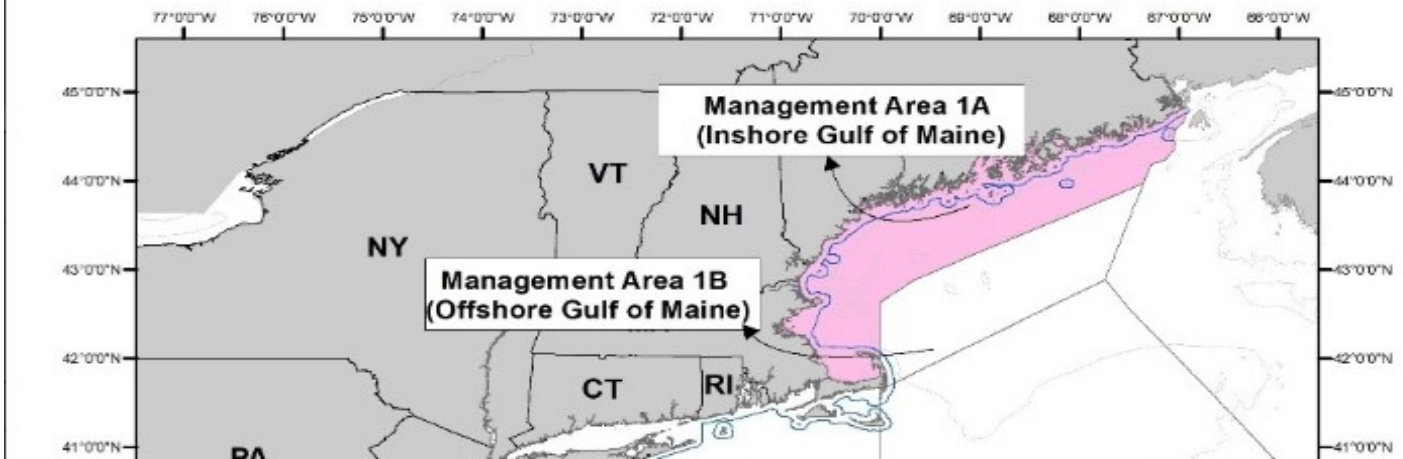 77°0'0"W 76°0'0"W 75°0'0"W 74°0'0"W 73°0'0"W 72°0'0"W 71°0'0"W 70°0'0"W 69°0'0"W 68°0'0"W 67°0'0"W 66°0'0"W
45°0'0"N 45°0'0"N
Management Area 1A
(Inshore Gulf of Maine)
VT
44°0'0"N 44°0'0"N
NH
NY
43°0'0"N 43°0'0"N
Management Area 1B
(Offshore Gulf of Maine)
42°0'0"N 42°0'0"N
CT RI
41°0'0"N 41°0'0"N
PA